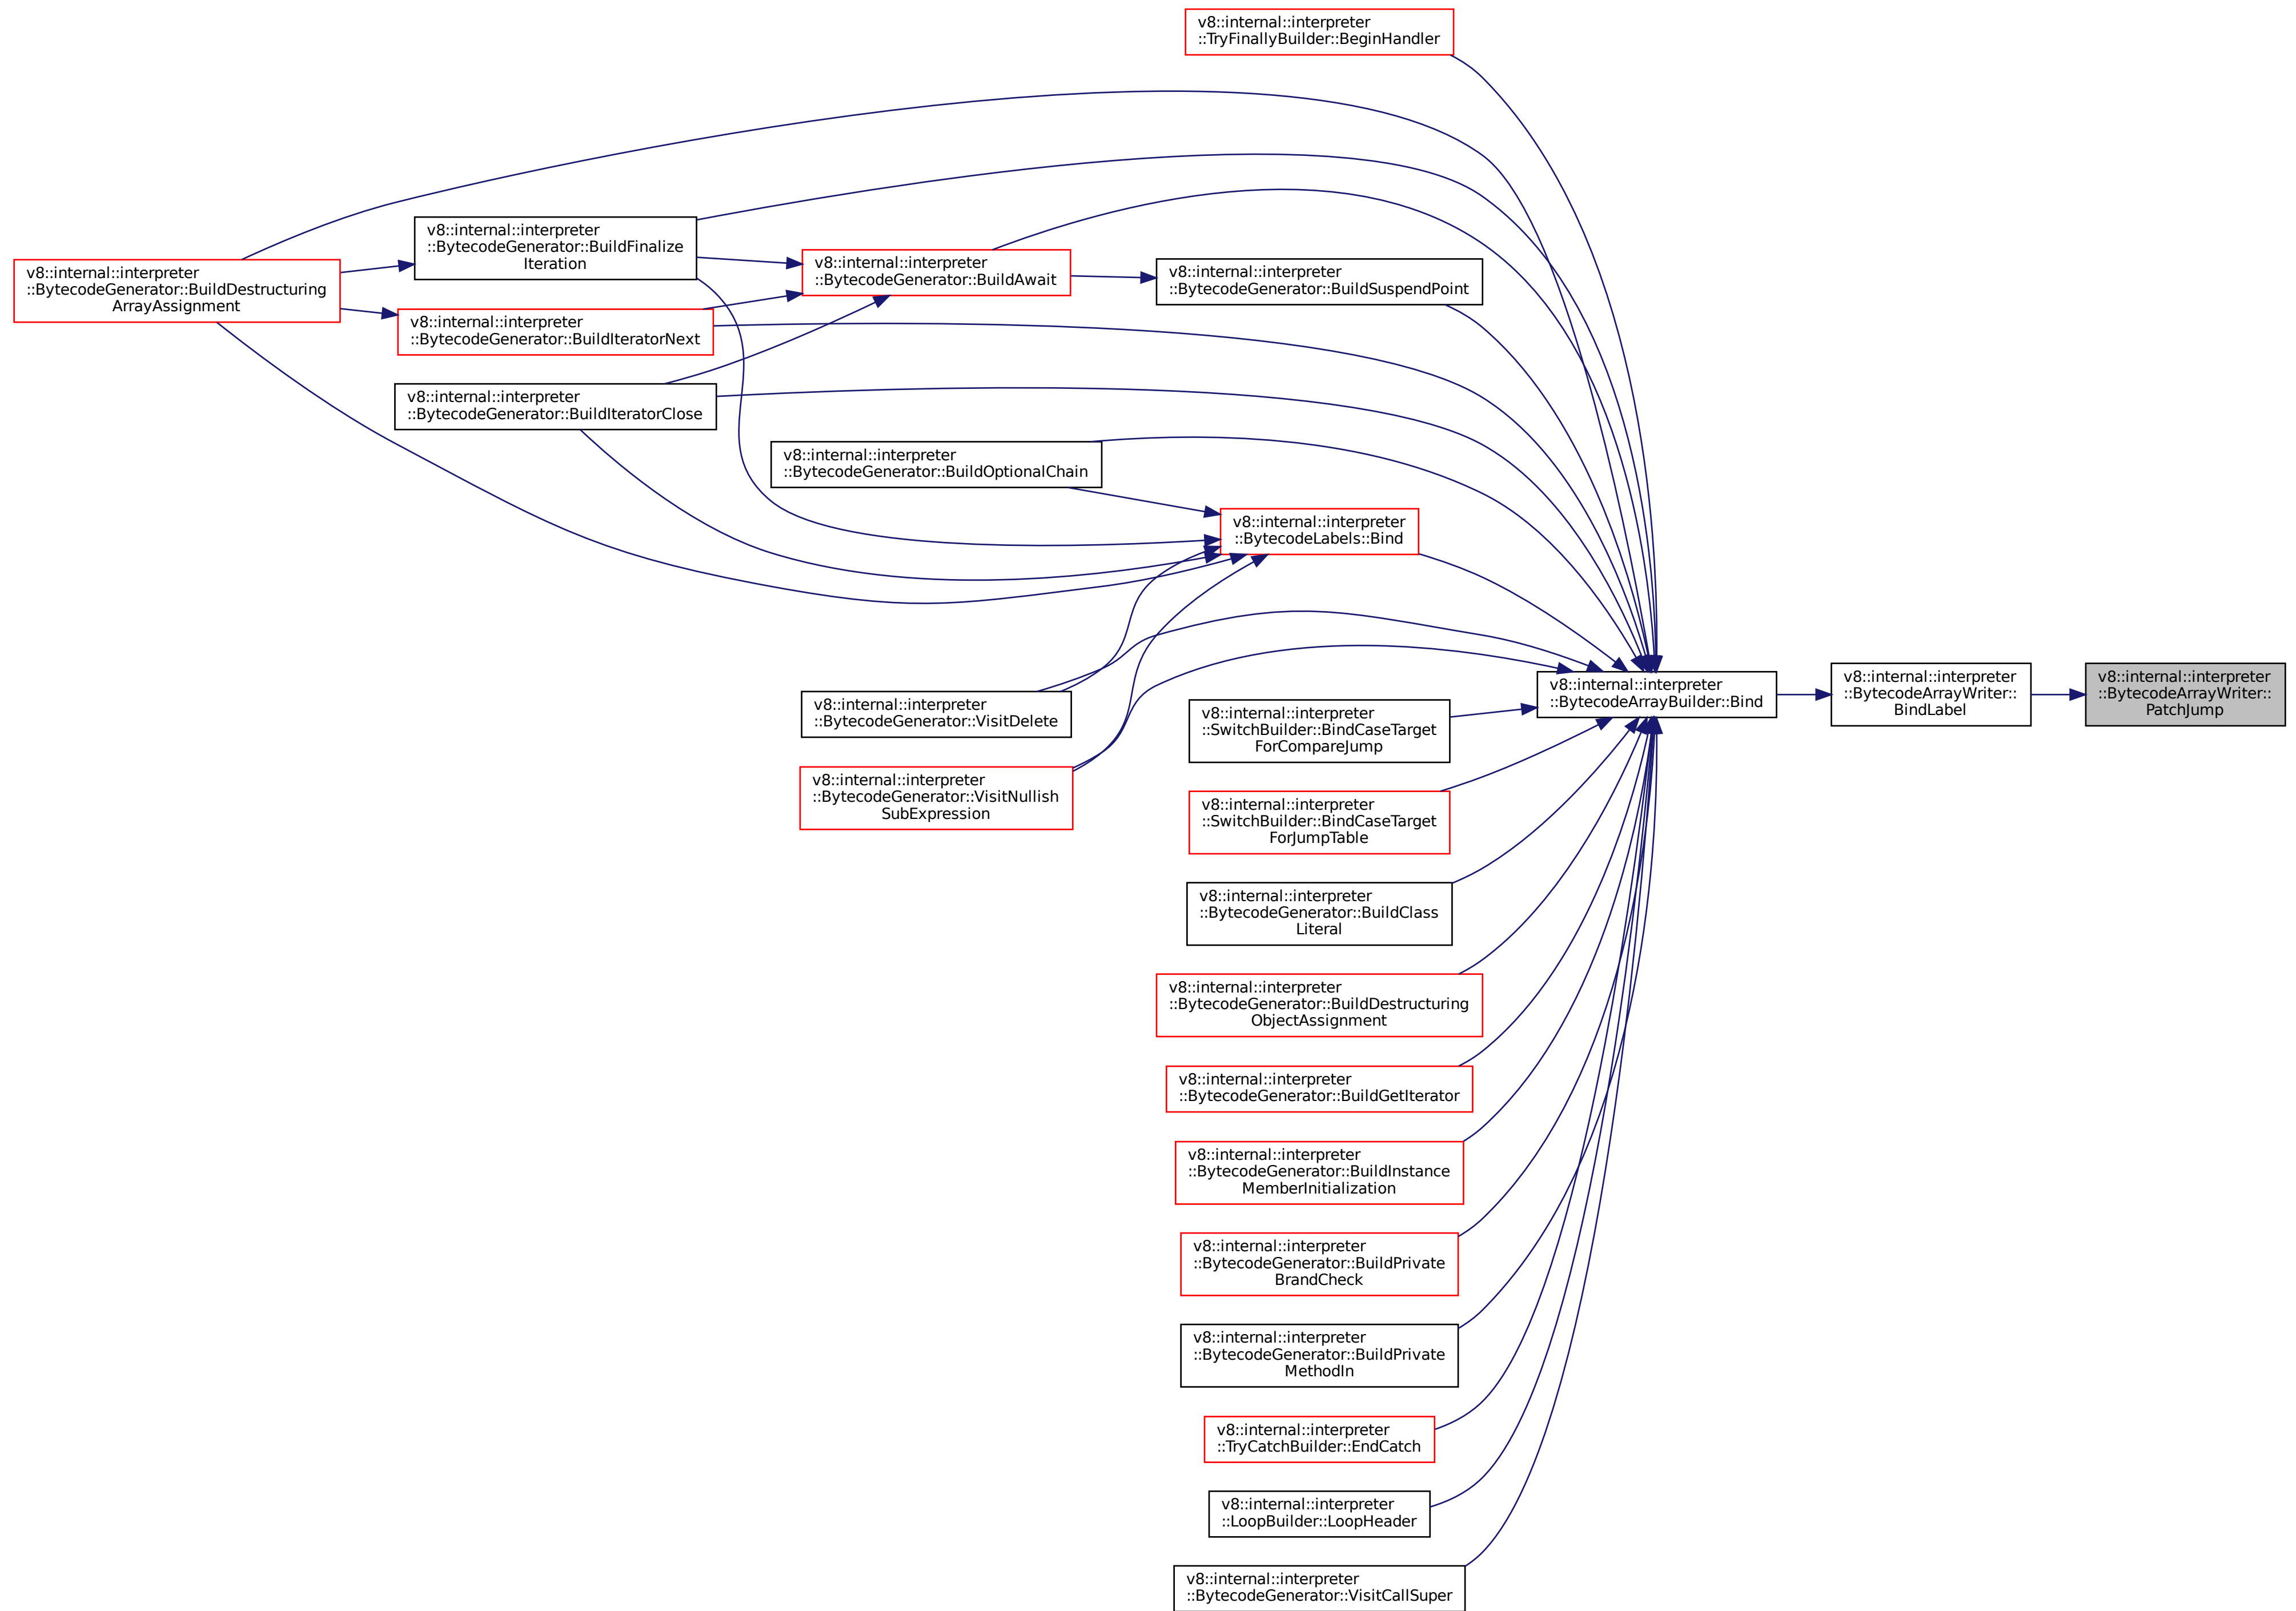 v8::internal::interpreter
::TryFinallyBuilder::BeginHandler
v8::internal::interpreter
::BytecodeGenerator::BuildFinalize
Iteration
v8::internal::interpreter
::BytecodeGenerator::BuildAwait
v8::internal::interpreter
::BytecodeGenerator::BuildSuspendPoint
v8::internal::interpreter
::BytecodeGenerator::BuildDestructuring
ArrayAssignment
v8::internal::interpreter
::BytecodeGenerator::BuildIteratorNext
v8::internal::interpreter
::BytecodeGenerator::BuildIteratorClose
v8::internal::interpreter
::BytecodeGenerator::BuildOptionalChain
v8::internal::interpreter
::BytecodeLabels::Bind
v8::internal::interpreter
::BytecodeArrayBuilder::Bind
v8::internal::interpreter
::BytecodeArrayWriter::
BindLabel
v8::internal::interpreter
::BytecodeArrayWriter::
PatchJump
v8::internal::interpreter
::BytecodeGenerator::VisitDelete
v8::internal::interpreter
::SwitchBuilder::BindCaseTarget
ForCompareJump
v8::internal::interpreter
::BytecodeGenerator::VisitNullish
SubExpression
v8::internal::interpreter
::SwitchBuilder::BindCaseTarget
ForJumpTable
v8::internal::interpreter
::BytecodeGenerator::BuildClass
Literal
v8::internal::interpreter
::BytecodeGenerator::BuildDestructuring
ObjectAssignment
v8::internal::interpreter
::BytecodeGenerator::BuildGetIterator
v8::internal::interpreter
::BytecodeGenerator::BuildInstance
MemberInitialization
v8::internal::interpreter
::BytecodeGenerator::BuildPrivate
BrandCheck
v8::internal::interpreter
::BytecodeGenerator::BuildPrivate
MethodIn
v8::internal::interpreter
::TryCatchBuilder::EndCatch
v8::internal::interpreter
::LoopBuilder::LoopHeader
v8::internal::interpreter
::BytecodeGenerator::VisitCallSuper